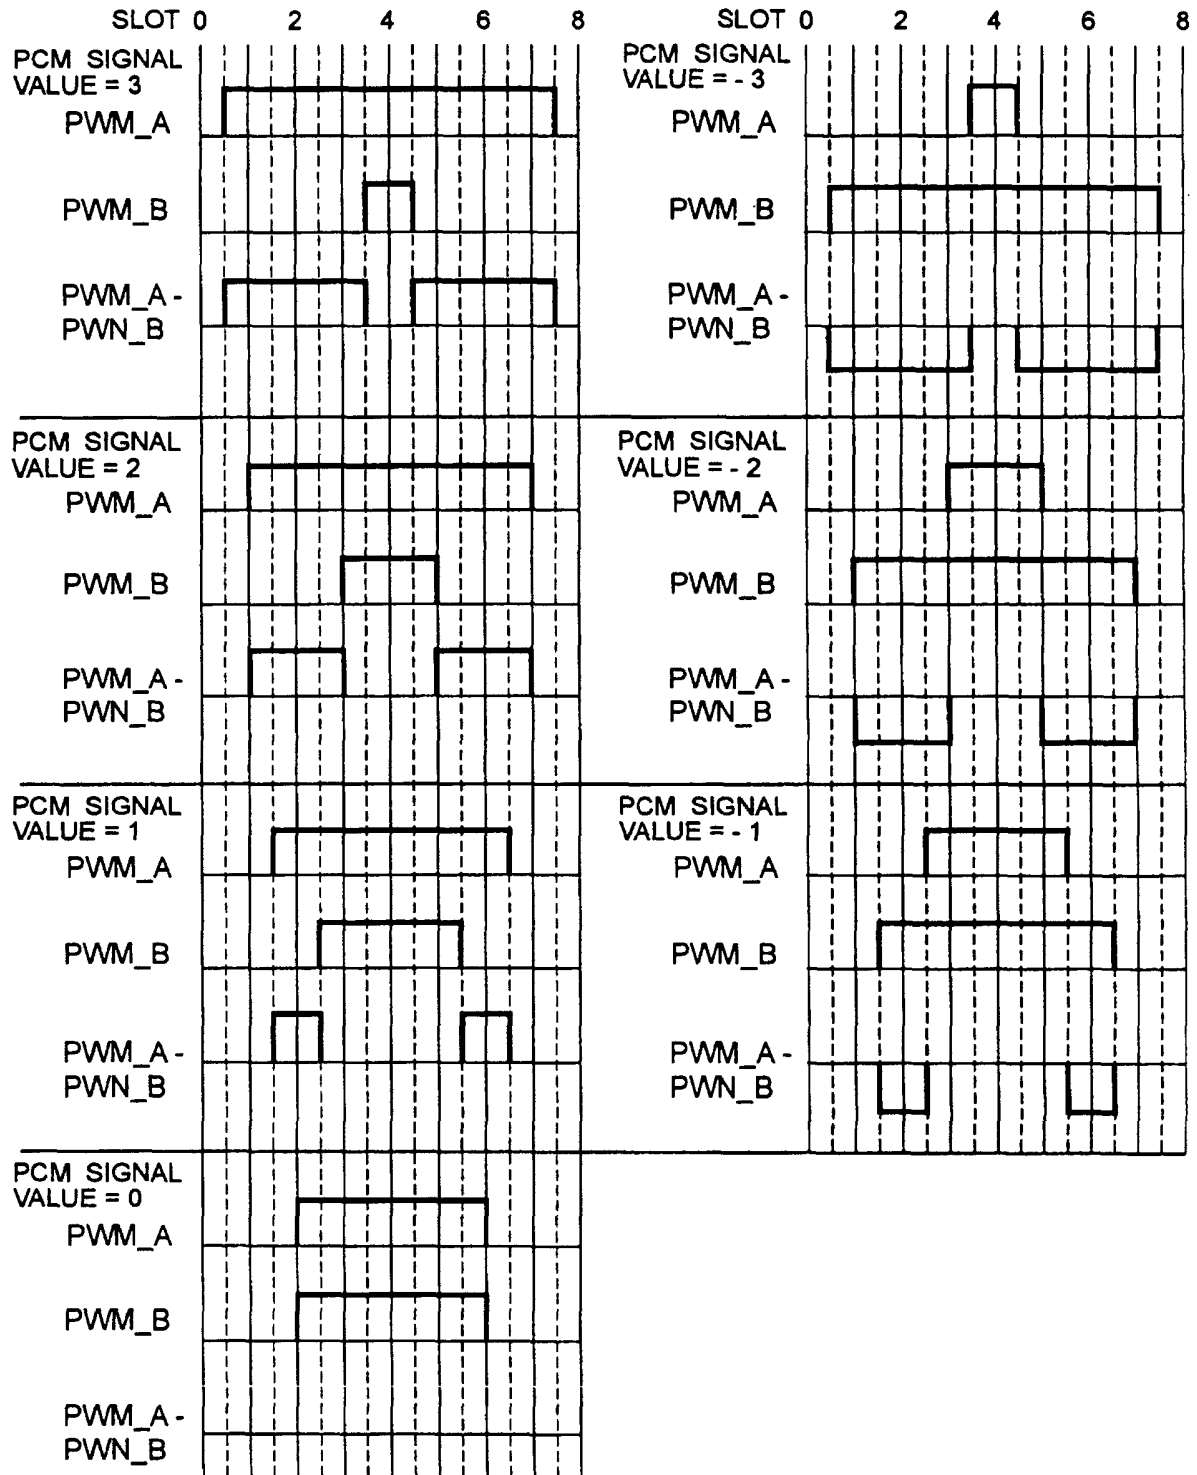 SLOT 0 2 4 6 8
PCM SIGNAL
VALUE = 3
PWM_A
PWM_B
PWM_A -
PWN_B
PCM SIGNAL
VALUE = 2
PWM_A
PWM_B
PWM_A -
PWN_B
PCM SIGNAL
VALUE = 1
PWM_A
PWM_B
PWM_A -
PWN_B
PCM SIGNAL
VALUE = 0
PWM_A
PWM_B
PWM_A -
PWN_B
SLOT 0 2 4 6 8
PCM SIGNAL
VALUE = - 3
PWM_A
PWM_B
PWM_A -
PWN_B
PCM SIGNAL
VALUE = - 2
PWM_A
PWM_B
PWM_A -
PWN_B
PCM SIGNAL
VALUE = - 1
PWM_A
PWM_B
PWM_A -
PWN_B